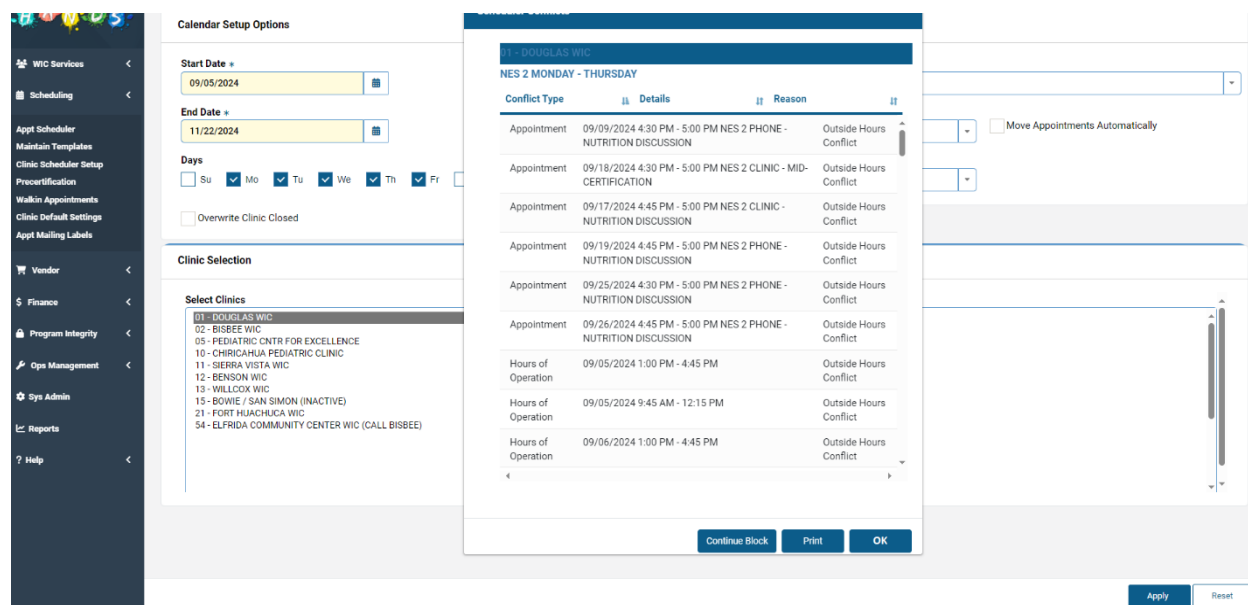 HANDS
WIC Services
Scheduling
Appt Scheduler
Maintain Templates
Clinic Scheduler Setup
Precertification
Walkin Appointments
Clinic Default Settings
Appt Mailing Labels
Vendor
$ Finance
Program Integrity
Ops Management
Sys Admin
Reports
? Help
Calendar Setup Options
Start Date *
09/05/2024
End Date *
11/22/2024
Days
Su Mo Tu We Th Fr
Overwrite Clinic Closed
Move Appointments Automatically
Clinic Selection
Select Clinics
01 - DOUGLAS WIC
02 - BISBEE WIC
05 - PEDIATRIC CNTR FOR EXCELLENCE
10 - CHIRICAHUA PEDIATRIC CLINIC
11 - SIERRA VISTA WIC
12 - BENSON WIC
13 - WILLCOX WIC
15 - BOWIE / SAN SIMON (INACTIVE)
21 - FORT HUACHUCA WIC
54 - ELFRIDA COMMUNITY CENTER WIC (CALL BISBEE)
Scheduler Conflicts
01 - DOUGLAS WIC
NES 2 MONDAY - THURSDAY
Conflict Type Details Reason
Appointment 09/09/2024 4:30 PM - 5:00 PM NES 2 PHONE - Outside Hours
NUTRITION DISCUSSION Conflict
Appointment 09/18/2024 4:30 PM - 5:00 PM NES 2 CLINIC - MID- Outside Hours
CERTIFICATION Conflict
Appointment 09/17/2024 4:45 PM - 5:00 PM NES 2 CLINIC - Outside Hours
NUTRITION DISCUSSION Conflict
Appointment 09/19/2024 4:45 PM - 5:00 PM NES 2 PHONE - Outside Hours
NUTRITION DISCUSSION Conflict
Appointment 09/25/2024 4:30 PM - 5:00 PM NES 2 PHONE - Outside Hours
NUTRITION DISCUSSION Conflict
Appointment 09/26/2024 4:45 PM - 5:00 PM NES 2 PHONE - Outside Hours
NUTRITION DISCUSSION Conflict
Hours of 09/05/2024 1:00 PM - 4:45 PM Outside Hours
Operation Conflict
Hours of 09/05/2024 9:45 AM - 12:15 PM Outside Hours
Operation Conflict
Hours of 09/06/2024 1:00 PM - 4:45 PM Outside Hours
Operation Conflict
Continue Block Print OK
Apply Reset